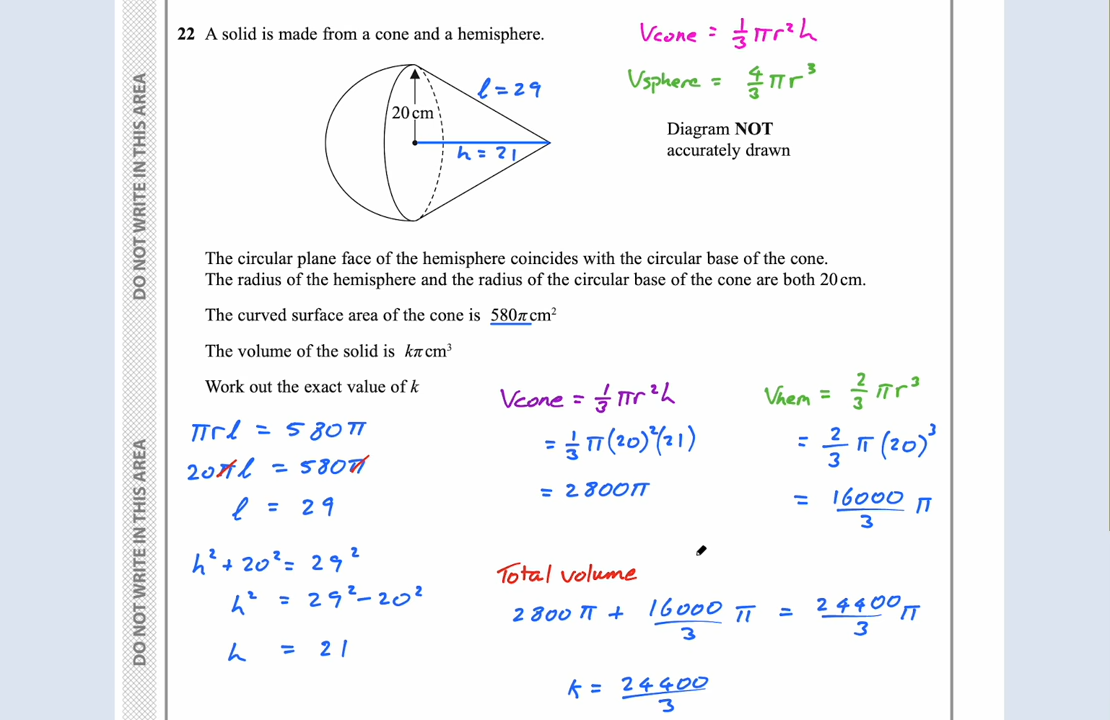 DO NOT WRITE IN THIS AREA
DO NOT WRITE IN THIS AREA
22 A solid is made from a cone and a hemisphere.
Vcone = 1/3 πr²h
Vsphere = 4/3 πr³
l = 29
20 cm
h = 21
Diagram NOT
accurately drawn
The circular plane face of the hemisphere coincides with the circular base of the cone.
The radius of the hemisphere and the radius of the circular base of the cone are both 20 cm.
The curved surface area of the cone is 580π cm²
The volume of the solid is kπ cm³
Work out the exact value of k
πrl = 580π
20πl = 580π
l = 29
h² + 20² = 29²
h² = 29² – 20²
h = 21
Vcone = 1/3 πr²h
= 1/3 π(20)²(21)
= 2800π
Vhem = 2/3 πr³
= 2/3 π(20)³
= 16000/3 π
Total volume
2800π + 16000/3 π = 24400/3 π
k = 24400/3